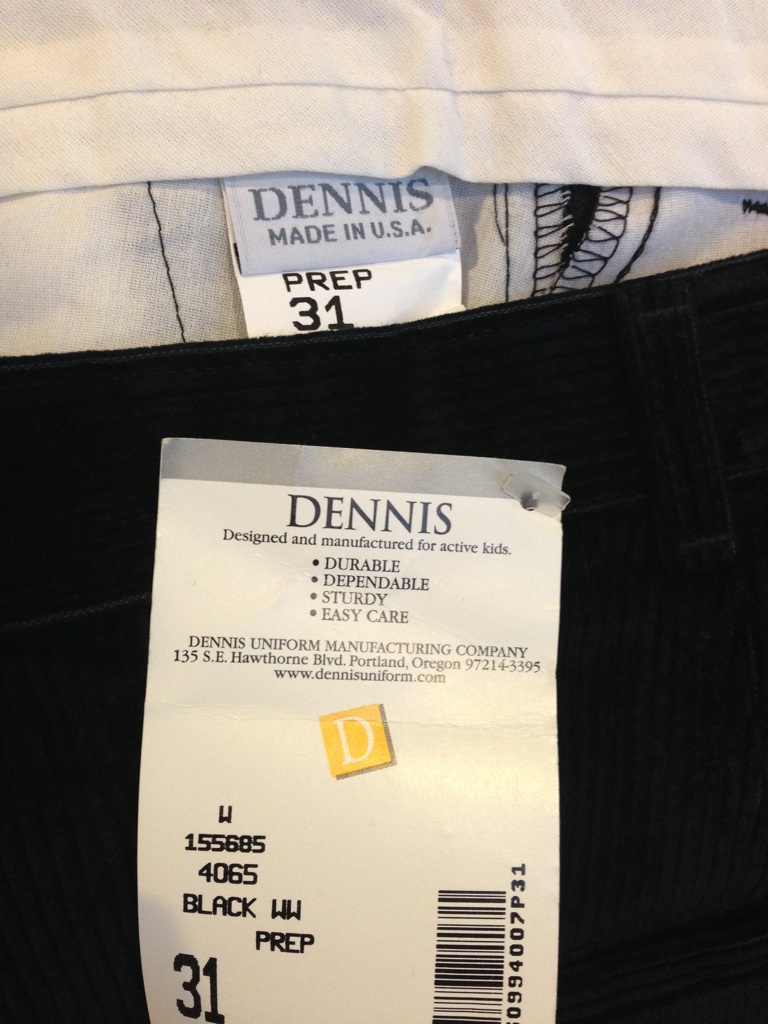 DENNIS
MADE IN U.S.A.
PREP
31
DENNIS
Designed and manufactured for active kids.
• DURABLE
• DEPENDABLE
• STURDY
• EASY CARE
DENNIS UNIFORM MANUFACTURING COMPANY
135 S.E. Hawthorne Blvd. Portland, Oregon 97214-3395
www.dennisuniform.com
D
W
155685
4065
BLACK WW
PREP
31